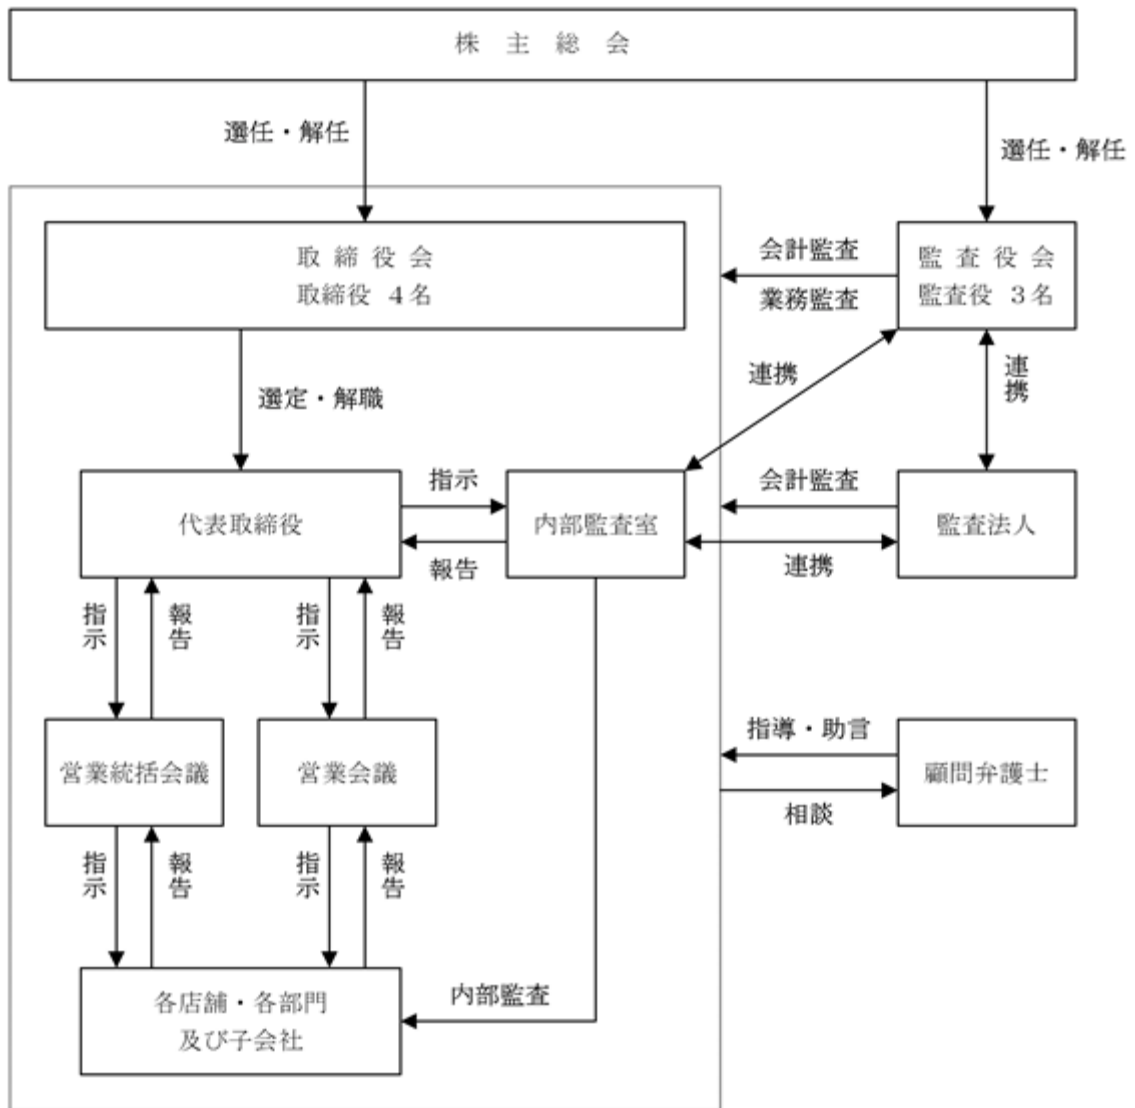 株 主 総 会
選任・解任
選任・解任
取 締 役 会
取締役 4名
会計監査
業務監査
監 査 役 会
監査役 3名
連携
連携
選定・解職
代表取締役
指示
報告
内部監査室
会計監査
連携
監査法人
指示
報告
指示
報告
営業統括会議
営業会議
指導・助言
相談
顧問弁護士
指示
報告
指示
報告
各店舗・各部門
及び子会社
内部監査